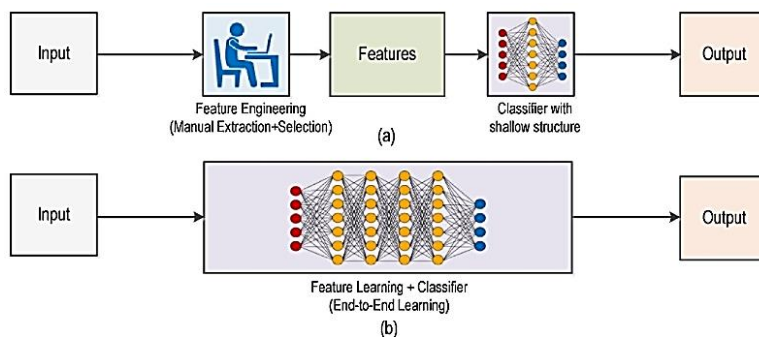 Input
Features
Output
Feature Engineering
(Manual Extraction+Selection)
Classifier with
shallow structure
(a)
Input
Output
Feature Learning + Classifier
(End-to-End Learning)
(b)